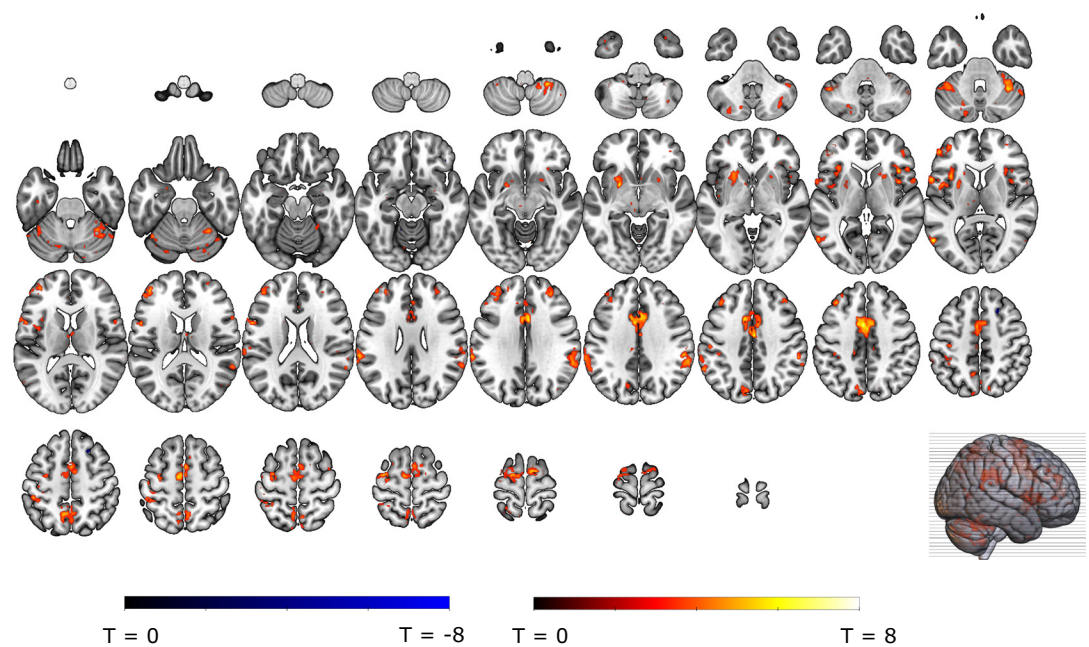 T = 0
T = -8
T = 0
T = 8